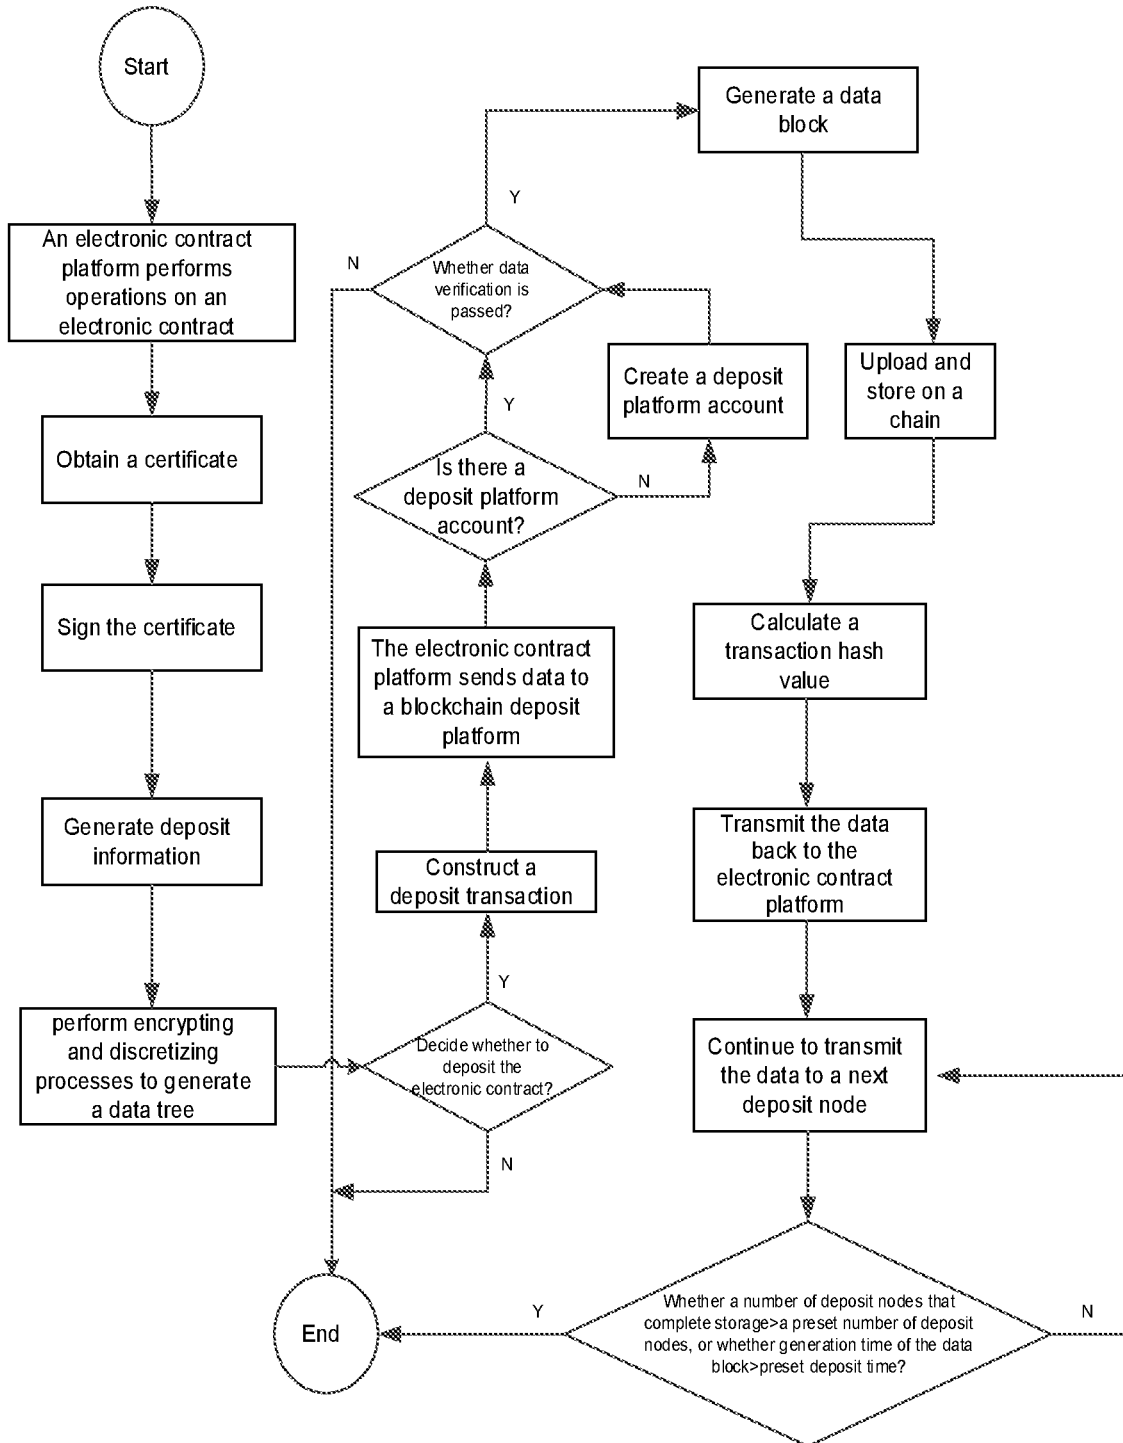 Start
An electronic contract
platform performs
operations on an
electronic contract
Obtain a certificate
Sign the certificate
Generate deposit
information
perform encrypting
and discretizing
processes to generate
a data tree
Decide whether to
deposit the
electronic contract?
Y
N
Construct a
deposit transaction
The electronic contract
platform sends data to
a blockchain deposit
platform
Is there a
deposit platform
account?
Y
N
Create a deposit
platform account
Whether data
verification is
passed?
N
Y
Generate a data
block
Upload and
store on a
chain
Calculate a
transaction hash
value
Transmit the data
back to the
electronic contract
platform
Continue to transmit
the data to a next
deposit node
Whether a number of deposit nodes that
complete storage>a preset number of deposit
nodes, or whether generation time of the data
block>preset deposit time?
Y
N
End